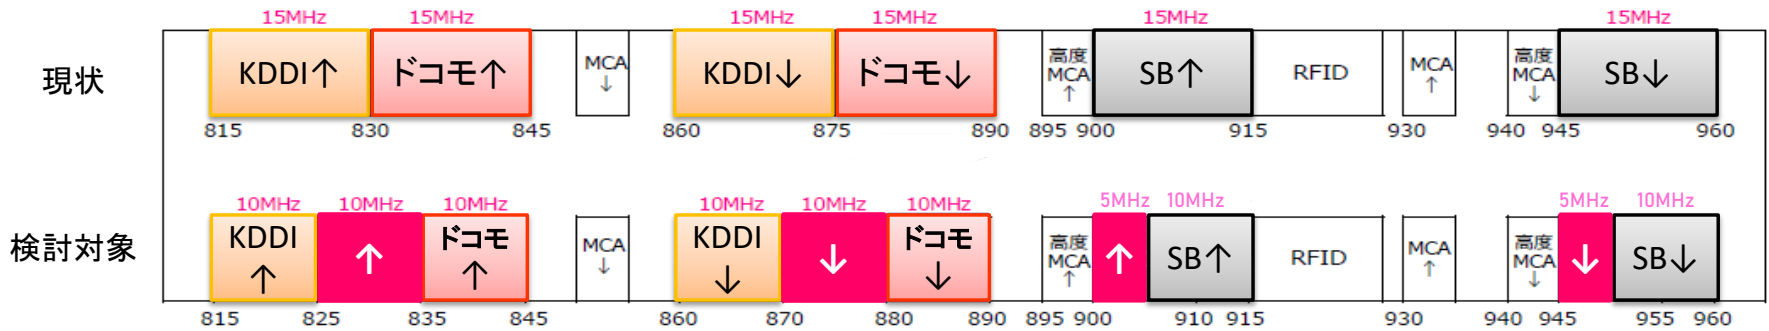 15MHz 15MHz 15MHz 15MHz 15MHz 15MHz
現状
KDDI↑ ドコモ↑ MCA KDDI↓ ドコモ↓ 高度 SB↑ RFID MCA 高度 SB↓
↓ MCA ↑ MCA
↑ ↓
815 830 845 860 875 890 895 900 915 930 940 945 960
10MHz 10MHz 10MHz 10MHz 10MHz 10MHz 5MHz 10MHz 5MHz 10MHz
検討対象
KDDI ↑ ドコモ MCA KDDI ↓ ドコモ 高度 ↑ SB↑ RFID MCA 高度 ↓ SB↓
↑ ↑ ↓ ↓ ↓ MCA ↑ MCA
↑ ↓
815 825 835 845 860 870 880 890 895 900 910 915 930 940 945 955 960